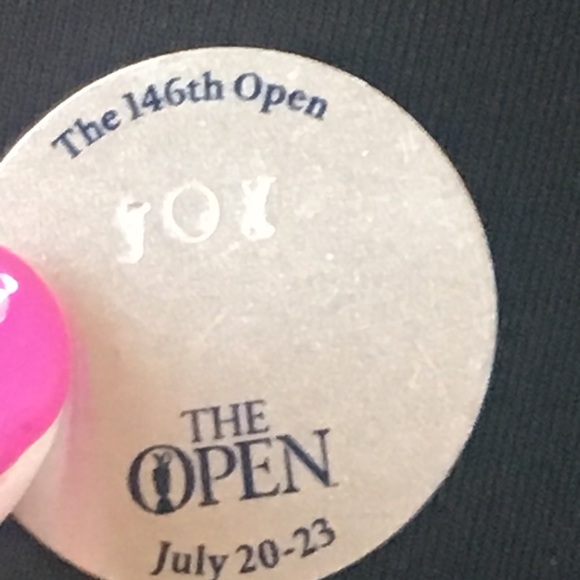 The 146th Open
THE
OPEN
July 20-23